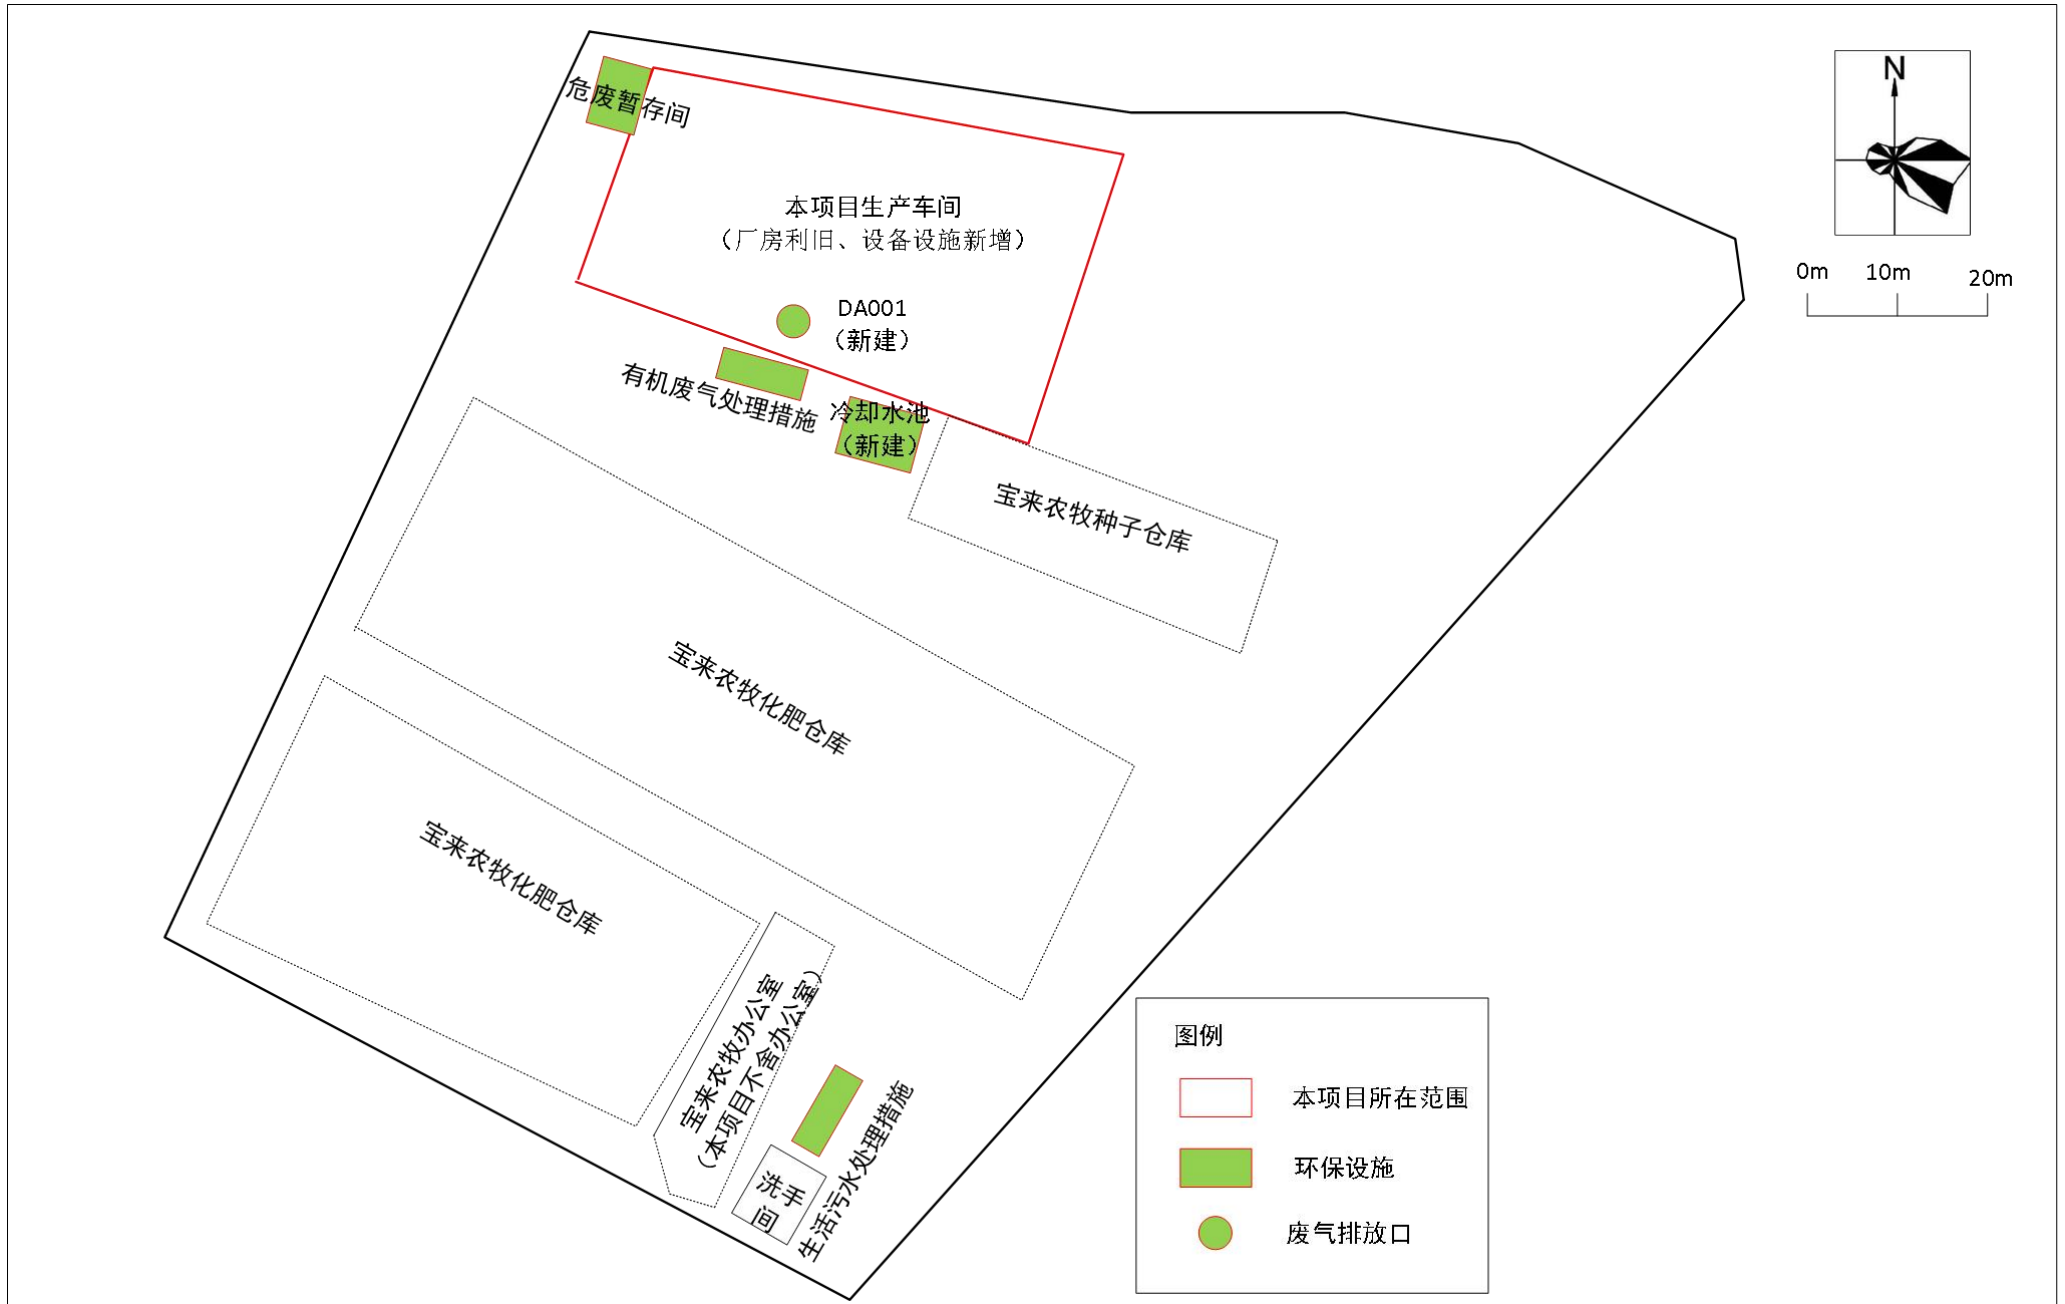 危废暂存间
本项目生产车间
（厂房利旧、设备设施新增）
DA001
（新建）
有机废气处理措施
冷却水池
（新建）
宝来农牧种子仓库
宝来农牧化肥仓库
宝来农牧化肥仓库
宝来农牧办公室
（本项目不舍办公室）
洗手
间
生活污水处理措施
N
0m 10m 20m
图例
本项目所在范围
环保设施
废气排放口